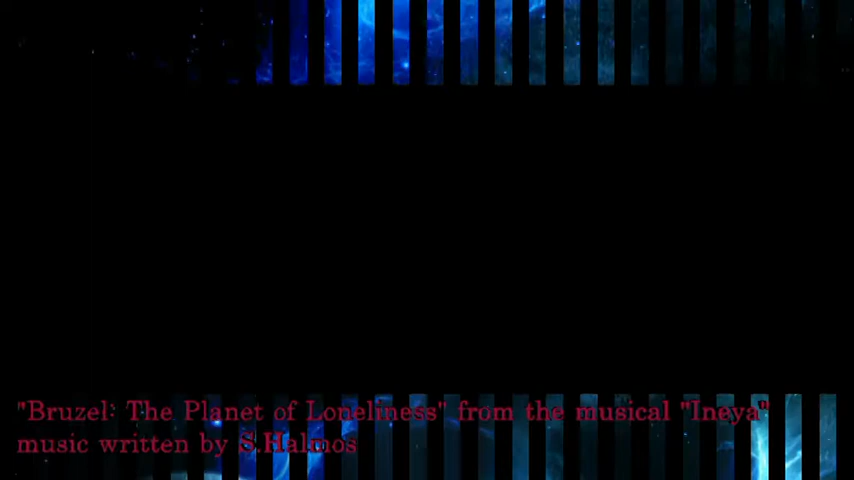 "Bruzel: The Planet of Loneliness" from the musical "Ineya"
music written by S.Halmos